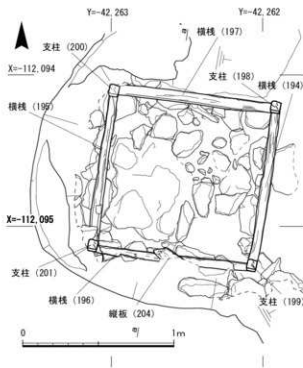 Y=-42,263
Y=-42,262
横桟 (197)
支柱 (200)
支柱 (198)
X=-112,094
横桟 (194)
横桟 (195)
X=-112,095
支柱 (201)
横桟 (196)
縦板 (204)
支柱 (199)
0
1m